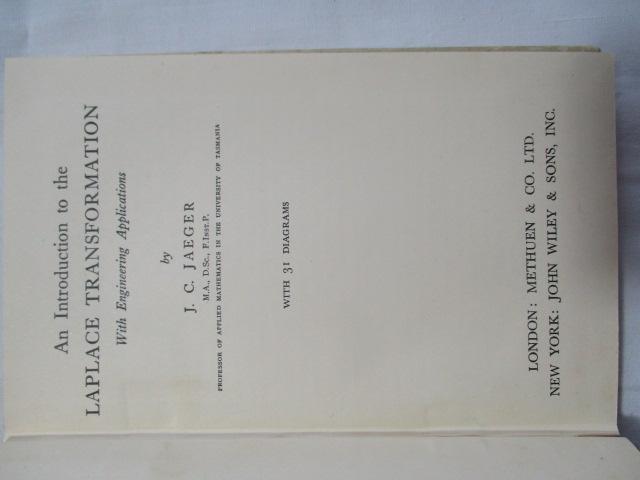 An Introduction to the
LAPLACE TRANSFORMATION
With Engineering Applications
by
J. C. JAEGER
M.A., D.Sc., F.Inst.P.
PROFESSOR OF APPLIED MATHEMATICS IN THE UNIVERSITY OF TASMANIA
WITH 31 DIAGRAMS
LONDON: METHUEN & CO. LTD.
NEW YORK: JOHN WILEY & SONS, INC.